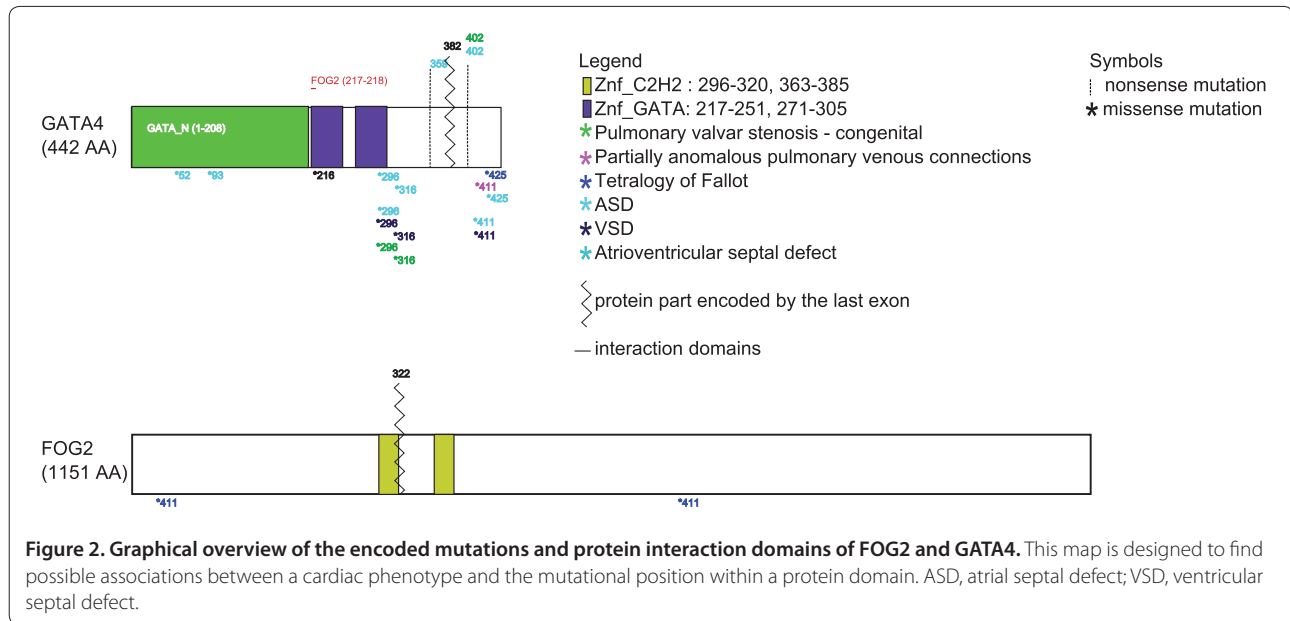 402
382 402
359
FOG2 (217-218)
GATA4
(442 AA)
GATA_N (1-208)
*52 *93 *216 *296 *425
*316 *411
*425
*296 *411
*296 *411
*316
*296
*316
Legend
Znf_C2H2 : 296-320, 363-385
Znf_GATA: 217-251, 271-305
*Pulmonary valvar stenosis - congenital
*Partially anomalous pulmonary venous connections
*Tetralogy of Fallot
*ASD
*VSD
*Atrioventricular septal defect
protein part encoded by the last exon
interaction domains
Symbols
nonsense mutation
* missense mutation
322
FOG2
(1151 AA)
*411 *411
Figure 2. Graphical overview of the encoded mutations and protein interaction domains of FOG2 and GATA4. This map is designed to find
possible associations between a cardiac phenotype and the mutational position within a protein domain. ASD, atrial septal defect; VSD, ventricular
septal defect.